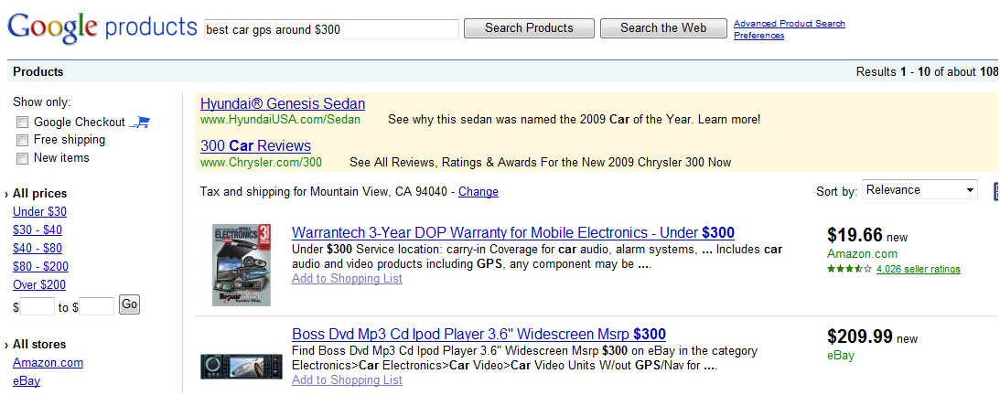 Google products best car gps around $300 Search Products Search the Web Advanced Product Search
Preferences
Products Results 1 - 10 of about 108
Show only:
Google Checkout
Free shipping
New items
› All prices
Under $30
$30 - $40
$40 - $80
$80 - $200
Over $200
$ to $ Go
› All stores
Amazon.com
eBay
Hyundai® Genesis Sedan
www.HyundaiUSA.com/Sedan See why this sedan was named the 2009 Car of the Year. Learn more!
300 Car Reviews
www.Chrysler.com/300 See All Reviews, Ratings & Awards For the New 2009 Chrysler 300 Now
Tax and shipping for Mountain View, CA 94040 - Change Sort by: Relevance
ELECTRONICS 3
Warrantech 3-Year DOP Warranty for Mobile Electronics - Under $300
Under $300 Service location: carry-in Coverage for car audio, alarm systems, ... Includes car
audio and video products including GPS, any component may be ....
Add to Shopping List
$19.66 new
Amazon.com
4,026 seller ratings
Boss Dvd Mp3 Cd Ipod Player 3.6" Widescreen Msrp $300
Find Boss Dvd Mp3 Cd Ipod Player 3.6" Widescreen Msrp $300 on eBay in the category
Electronics>Car Electronics>Car Video>Car Video Units W/out GPS/Nav for ....
Add to Shopping List
$209.99 new
eBay